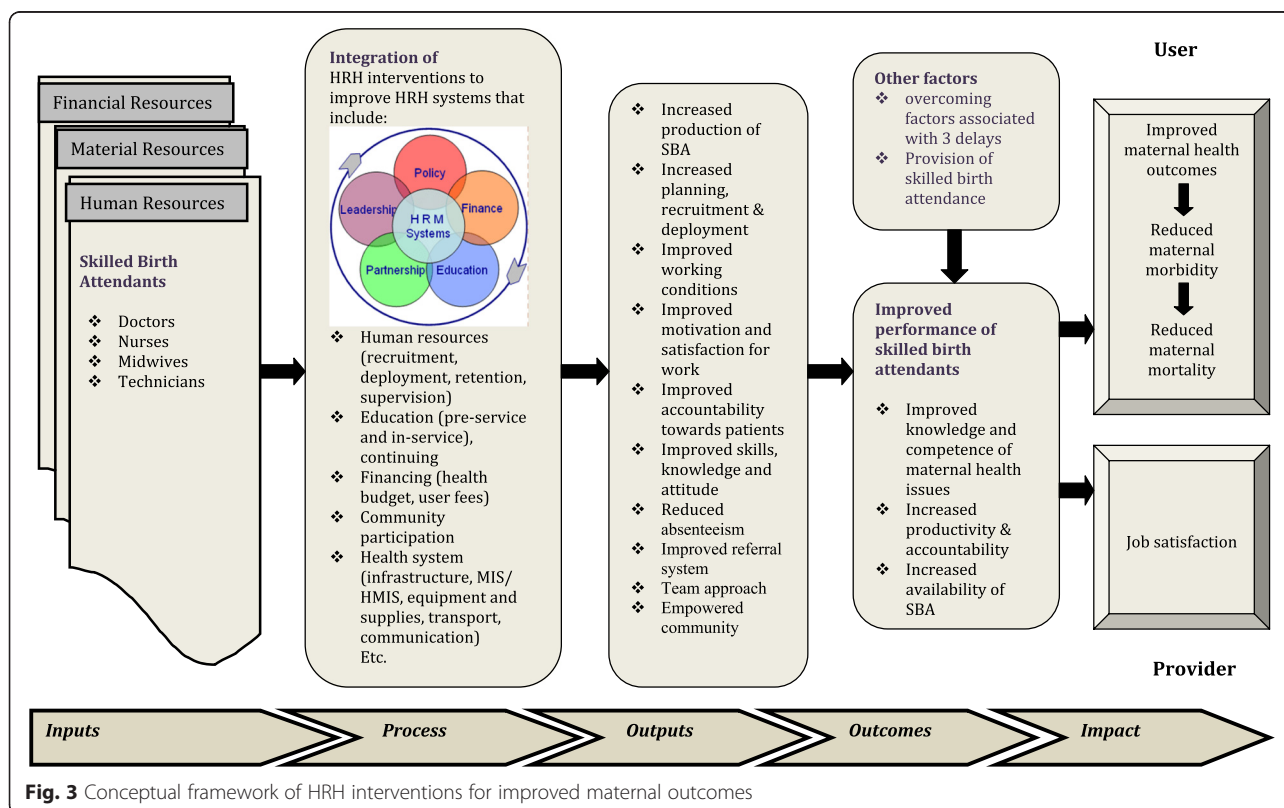 Financial Resources
Material Resources
Human Resources
Skilled Birth
Attendants
❖ Doctors
❖ Nurses
❖ Midwives
❖ Technicians
Integration of
HRH interventions to
improve HRH systems that
include:
Policy
Leadership
Finance
H R M
Systems
Partnership
Education
❖ Human resources
(recruitment,
deployment, retention,
supervision)
❖ Education (pre-service
and in-service),
continuing
❖ Financing (health
budget, user fees)
❖ Community
participation
❖ Health system
(infrastructure, MIS/
HMIS, equipment and
supplies, transport,
communication)
Etc.
❖ Increased
production of
SBA
❖ Increased
planning,
recruitment &
deployment
❖ Improved
working
conditions
❖ Improved
motivation and
satisfaction for
work
❖ Improved
accountability
towards patients
❖ Improved skills,
knowledge and
attitude
❖ Reduced
absenteeism
❖ Improved referral
system
❖ Team approach
❖ Empowered
community
Other factors
❖ overcoming
factors associated
with 3 delays
❖ Provision of
skilled birth
attendance
Improved
performance of
skilled birth
attendants
❖ Improved
knowledge and
competence of
maternal health
issues
❖ Increased
productivity &
accountability
❖ Increased
availability of
SBA
User
Improved
maternal health
outcomes
Reduced
maternal
morbidity
Reduced
maternal
mortality
Job satisfaction
Provider
Inputs
Process
Outputs
Outcomes
Impact
Fig. 3 Conceptual framework of HRH interventions for improved maternal outcomes